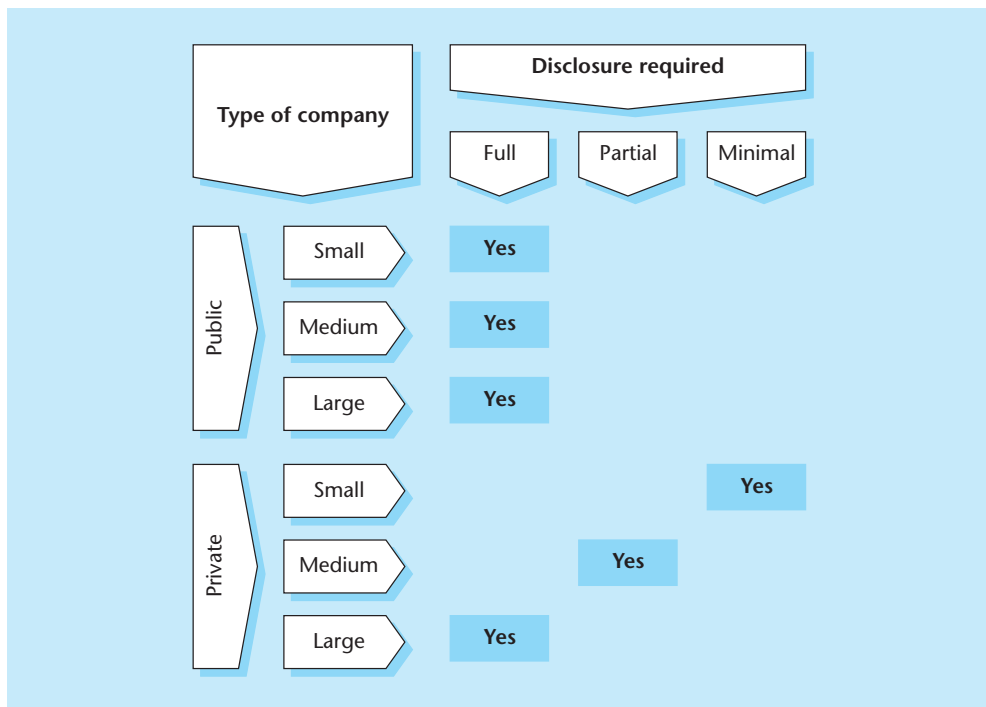 Type of company
Disclosure required
Full
Partial
Minimal
Public
Small
Yes
Medium
Yes
Large
Yes
Private
Small
Yes
Medium
Yes
Large
Yes